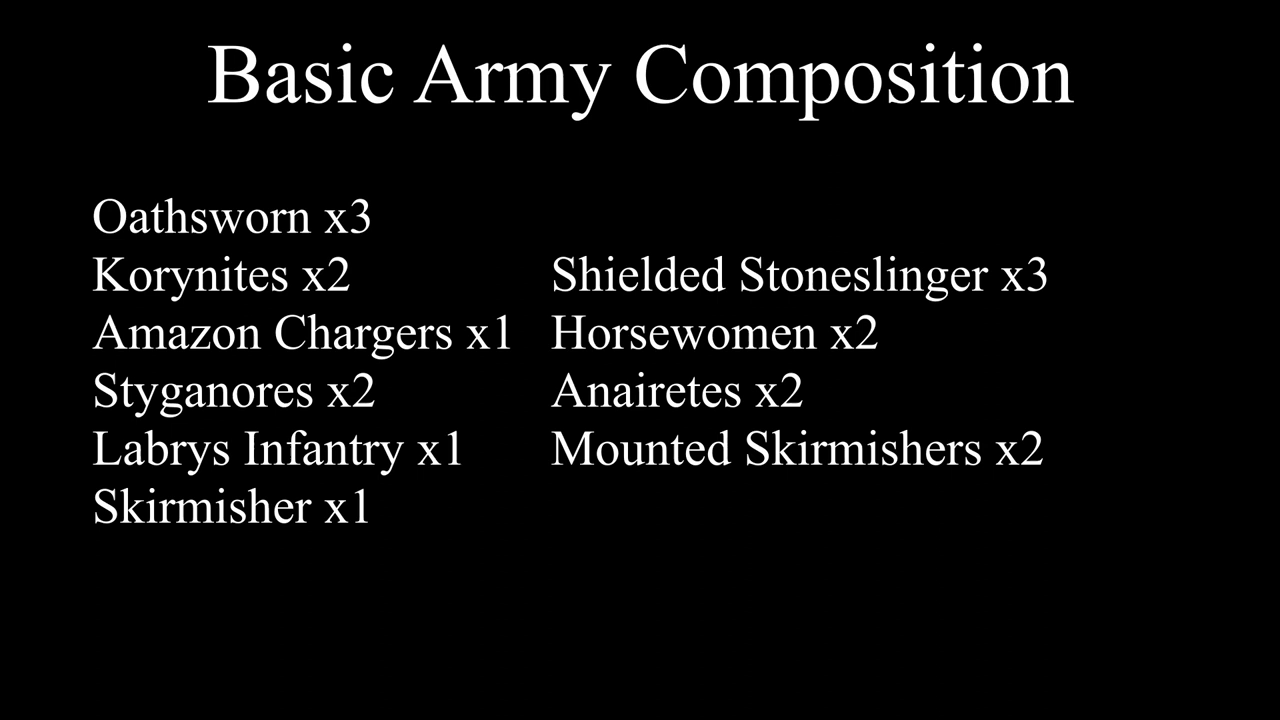 Basic Army Composition
Oathsworn x3
Korynites x2
Amazon Chargers x1
Styganores x2
Labrys Infantry x1
Skirmisher x1
Shielded Stoneslinger x3
Horsewomen x2
Anairetes x2
Mounted Skirmishers x2